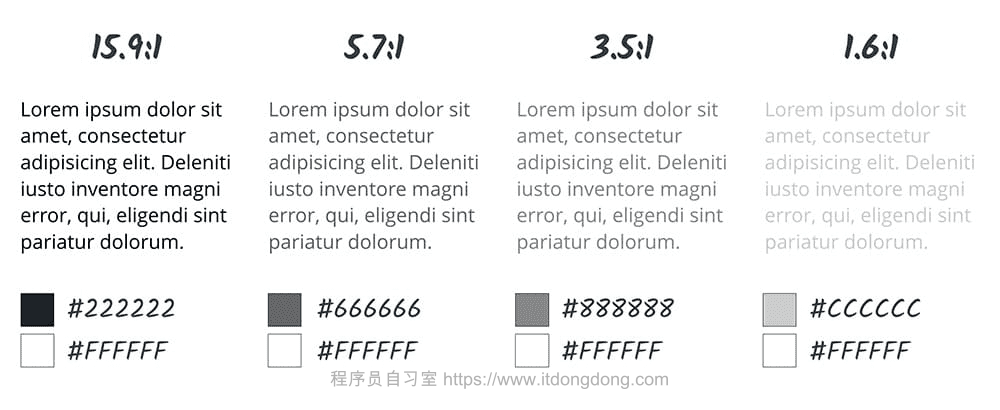 15.9:1
Lorem ipsum dolor sit
amet, consectetur
adipisicing elit. Deleniti
iusto inventore magni
error, qui, eligendi sint
pariatur dolorum.
#222222
#FFFFFF
5.7:1
Lorem ipsum dolor sit
amet, consectetur
adipisicing elit. Deleniti
iusto inventore magni
error, qui, eligendi sint
pariatur dolorum.
#666666
#FFFFFF
3.5:1
Lorem ipsum dolor sit
amet, consectetur
adipisicing elit. Deleniti
iusto inventore magni
error, qui, eligendi sint
pariatur dolorum.
#888888
#FFFFFF
1.6:1
Lorem ipsum dolor sit
amet, consectetur
adipisicing elit. Deleniti
iusto inventore magni
error, qui, eligendi sint
pariatur dolorum.
#CCCCCC
#FFFFFF
程序员自习室 https://www.itdongdong.com